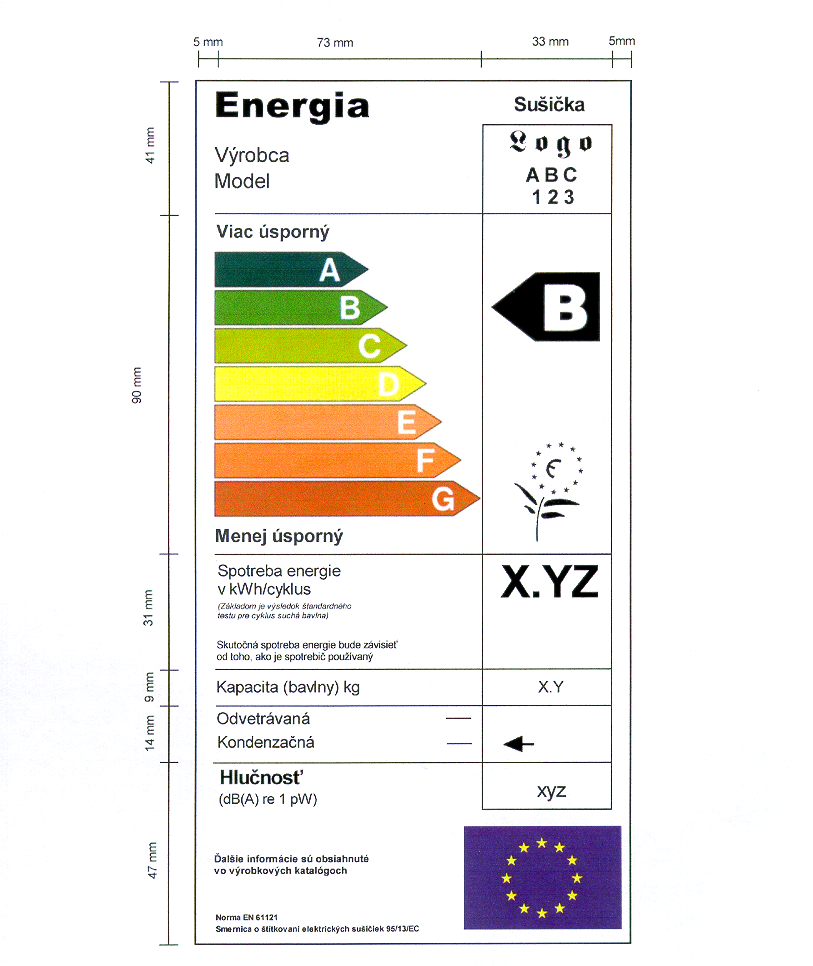 5 mm 73 mm 33 mm 5mm
41 mm
90 mm
31 mm
9 mm
14 mm
47 mm
Energia
Sušička
Výrobca
Model
Logo
A B C
1 2 3
Viac úsporný
A
B
C
D
E
F
G
B
E
Menej úsporný
Spotreba energie
v kWh/cyklus
(Základom je výsledok štandardného
testu pre cyklus suchá bavlna)
X.YZ
Skutočná spotreba energie bude závisieť
od toho, ako je spotrebič používaný
Kapacita (bavlny) kg
X.Y
Odvetrávaná
Kondenzačná
Hlučnosť
(dB(A) re 1 pW)
xyz
Ďalšie informácie sú obsiahnuté
vo výrobkových katalógoch
Norma EN 61121
Smernica o štítkovaní elektrických sušičiek 95/13/EC